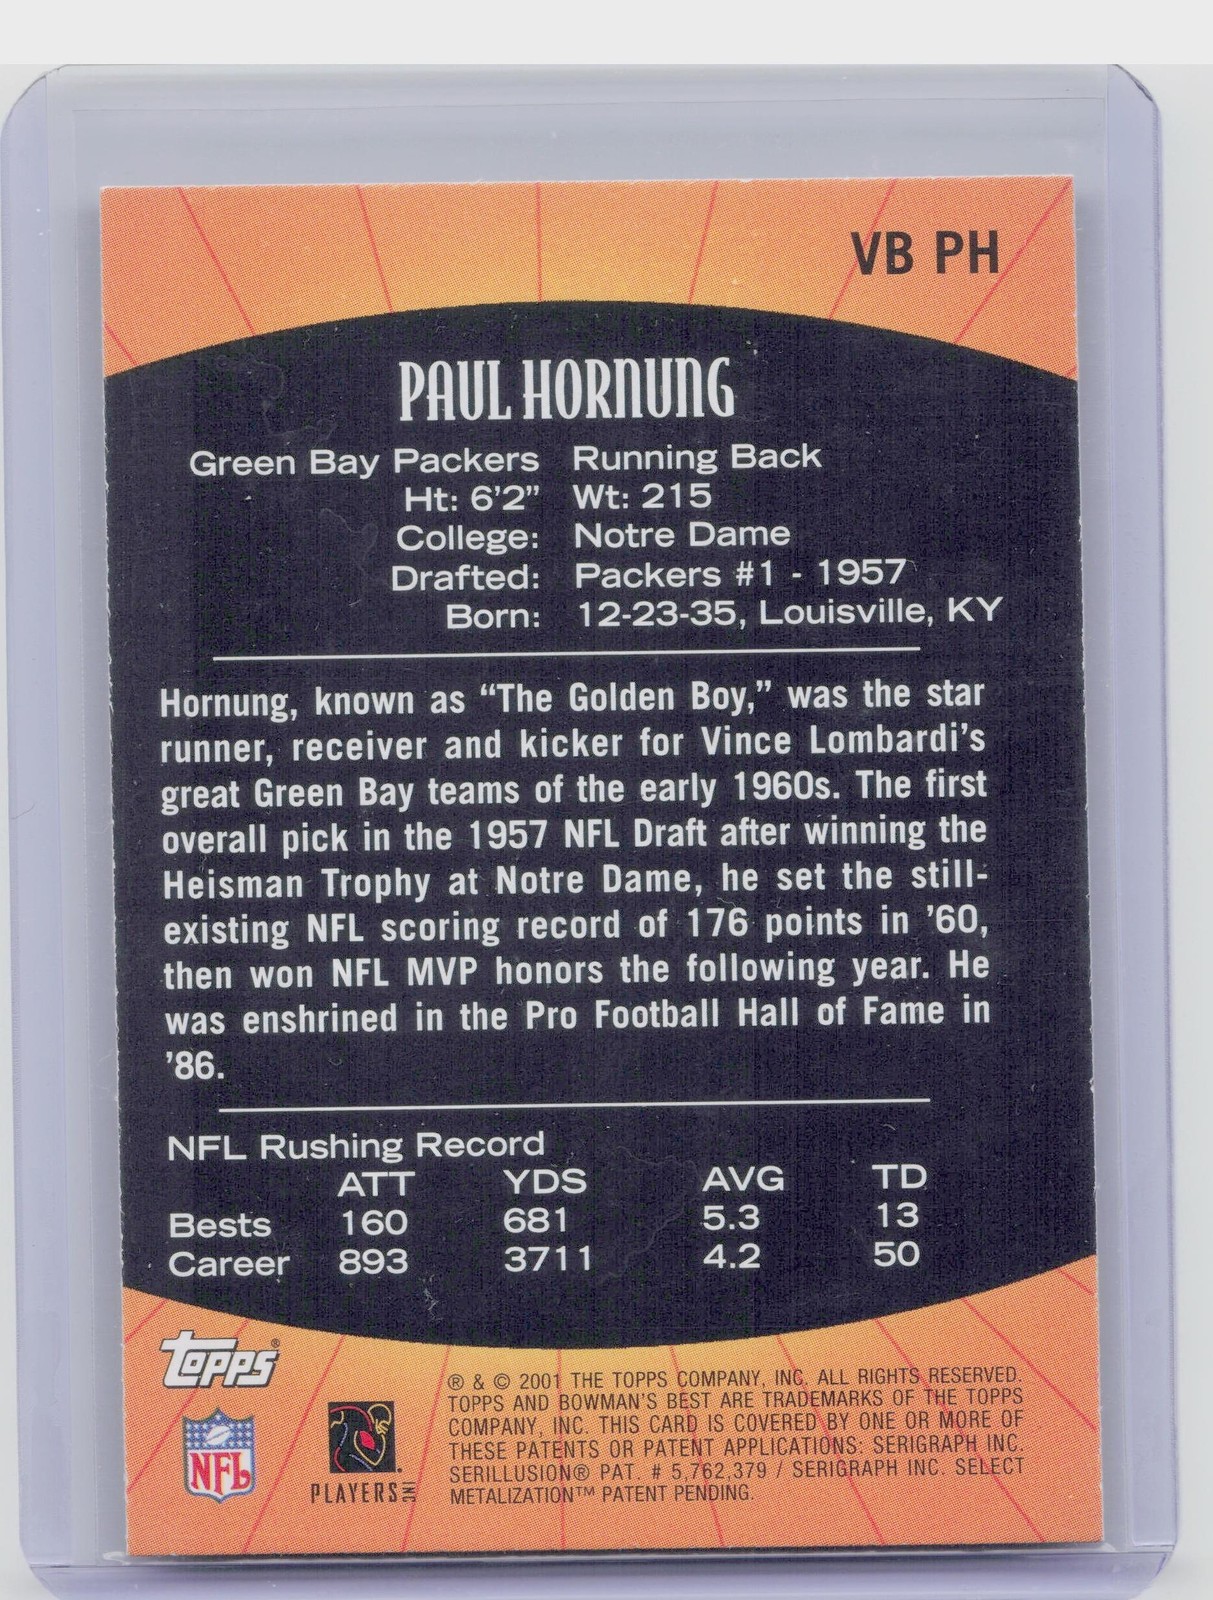 VB PH
PAUL HORNUNG
Green Bay Packers Running Back
Ht: 6'2" Wt: 215
College: Notre Dame
Drafted: Packers #1 - 1957
Born: 12-23-35, Louisville, KY
Hornung, known as “The Golden Boy,” was the star
runner, receiver and kicker for Vince Lombardi’s
great Green Bay teams of the early 1960s. The first
overall pick in the 1957 NFL Draft after winning the
Heisman Trophy at Notre Dame, he set the still-
existing NFL scoring record of 176 points in ’60,
then won NFL MVP honors the following year. He
was enshrined in the Pro Football Hall of Fame in
’86.
NFL Rushing Record
ATT YDS AVG TD
Bests 160 681 5.3 13
Career 893 3711 4.2 50
Topps®
NFL
PLAYERS INC
® & © 2001 THE TOPPS COMPANY, INC. ALL RIGHTS RESERVED.
TOPPS AND BOWMAN'S BEST ARE TRADEMARKS OF THE TOPPS
COMPANY, INC. THIS CARD IS COVERED BY ONE OR MORE OF
THESE PATENTS OR PATENT APPLICATIONS: SERIGRAPH INC.
SERILLUSION® PAT. # 5,762,379 / SERIGRAPH INC. SELECT
METALIZATION™ PATENT PENDING.